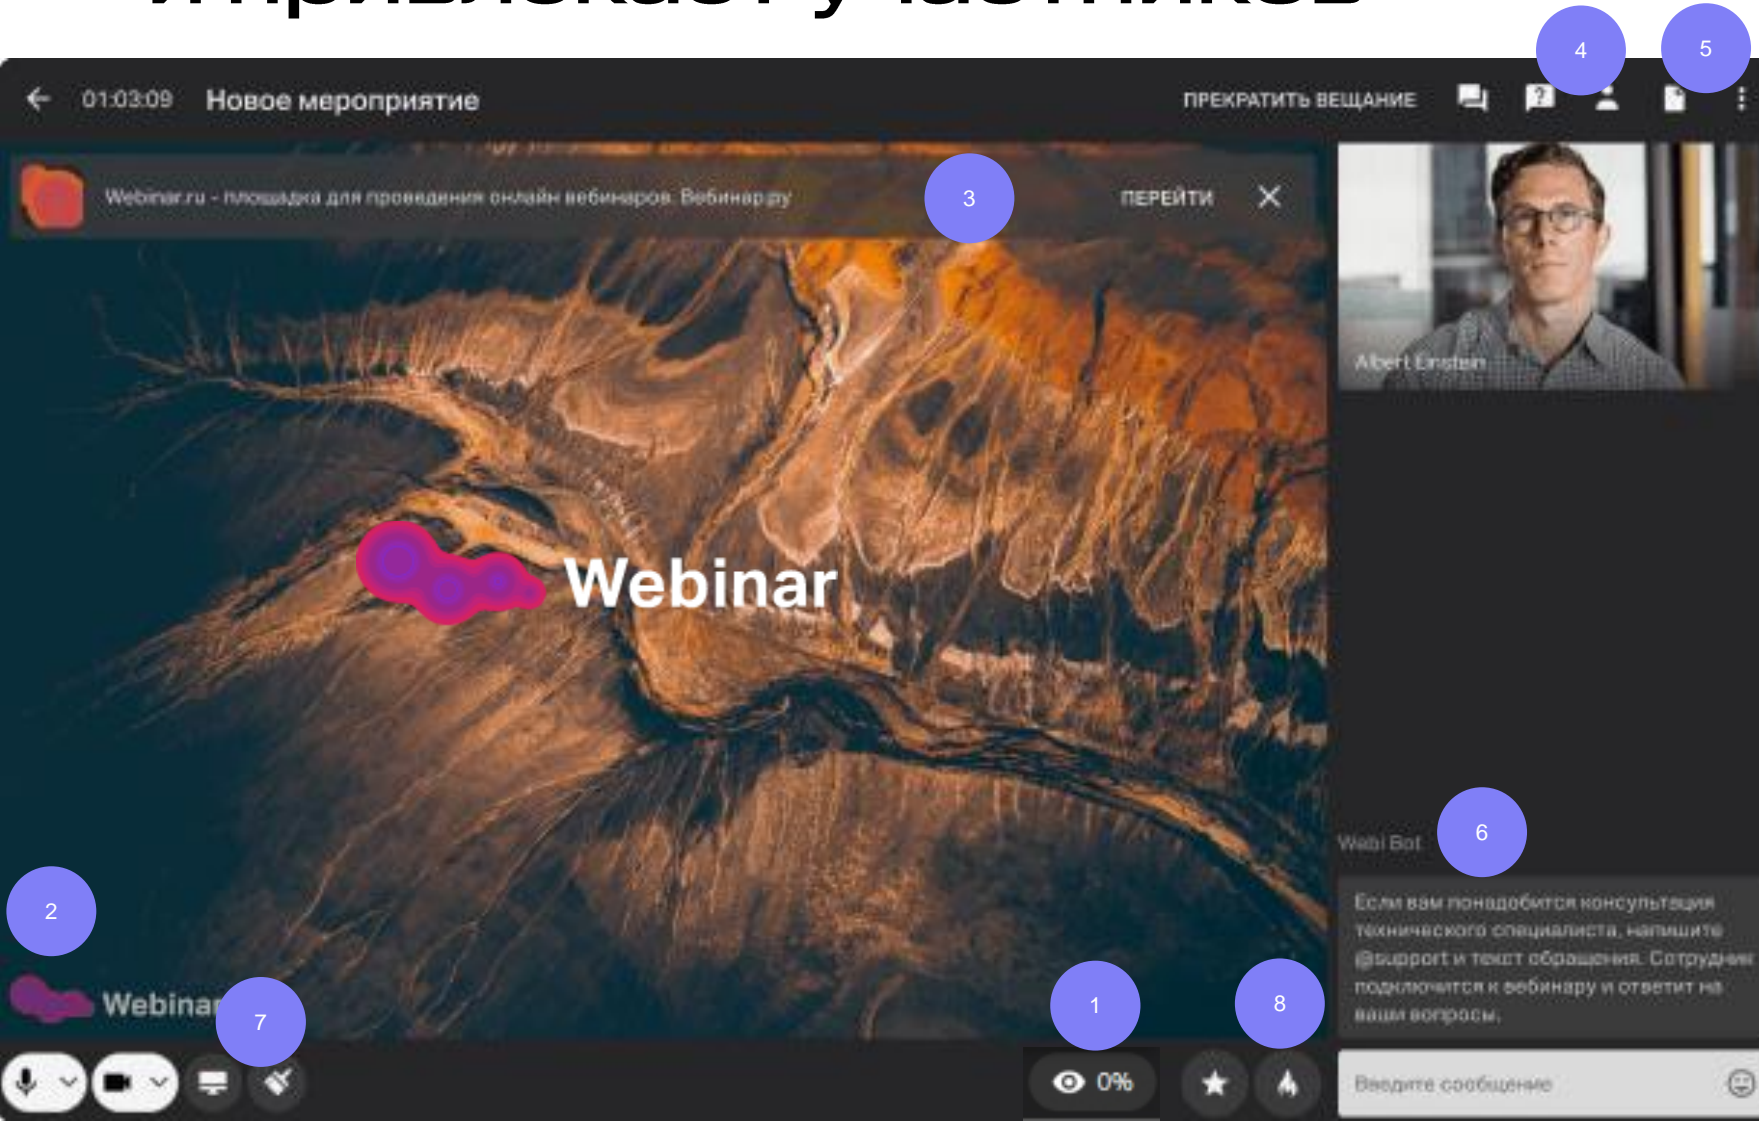 и привлекает участников
4
5
01:03:09 Новое мероприятие
ПРЕКРАТИТЬ ВЕЩАНИЕ
Webinar.ru - площадка для проведения онлайн вебинаров. Вебинар.ру
3
ПЕРЕЙТИ
Albert Einstein
Webinar
Webi Bot
6
Если вам понадобится консультация
технического специалиста, напишите
@support и текст обращения. Сотрудник
подключится к вебинару и ответит на
ваши вопросы.
2
Webinar
7
1
8
0%
Введите сообщение